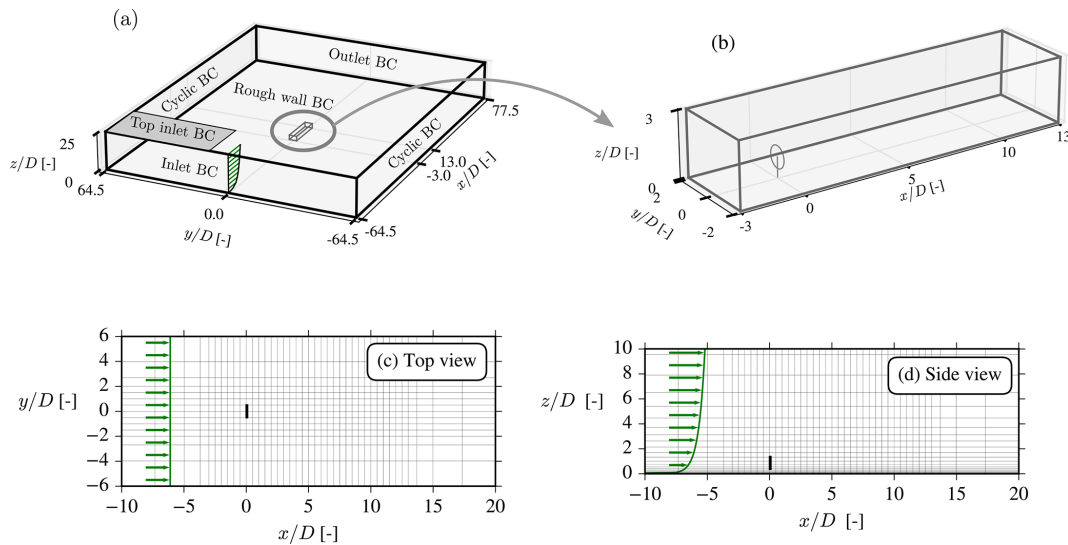 (a)
Outlet BC
Cyclic BC
Rough wall BC
Top inlet BC
Inlet BC
Cyclic BC
25
z/D [-]
0
64.5
0.0
y/D [-]
-64.5
-64.5
-3.0
13.0
x/D [-]
77.5
(b)
3
z/D [-]
0
2
0
y/D [-]
-2
-3
0
5
x/D [-]
10
13
(c) Top view
6
4
2
y/D [-]
0
−2
−4
−6
−10
−5
0
5
10
15
20
x/D [-]
(d) Side view
10
8
6
z/D [-]
4
2
0
−10
−5
0
5
10
15
20
x/D [-]